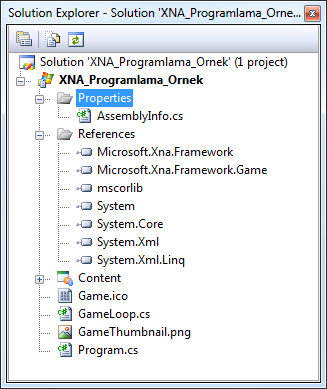 Solution Explorer - Solution 'XNA_Programlama_Orne...
Solution 'XNA_Programlama_Ornek' (1 project)
XNA_Programlama_Ornek
Properties
AssemblyInfo.cs
References
Microsoft.Xna.Framework
Microsoft.Xna.Framework.Game
mscorlib
System
System.Core
System.Xml
System.Xml.Linq
Content
Game.ico
GameLoop.cs
GameThumbnail.png
Program.cs